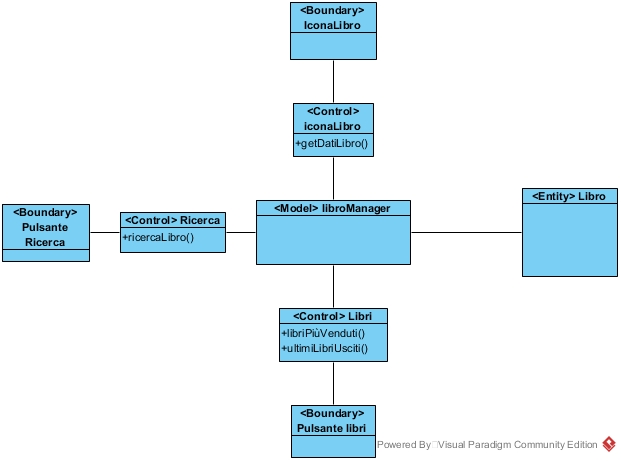 <Boundary>
IconaLibro
<Control>
iconaLibro
+getDatiLibro()
<Boundary>
Pulsante
Ricerca
<Control> Ricerca
+ricercaLibro()
<Model> libroManager
<Entity> Libro
<Control> Libri
+libriPiùVenduti()
+ultimiLibriUsciti()
<Boundary>
Pulsante libri
Powered By Visual Paradigm Community Edition